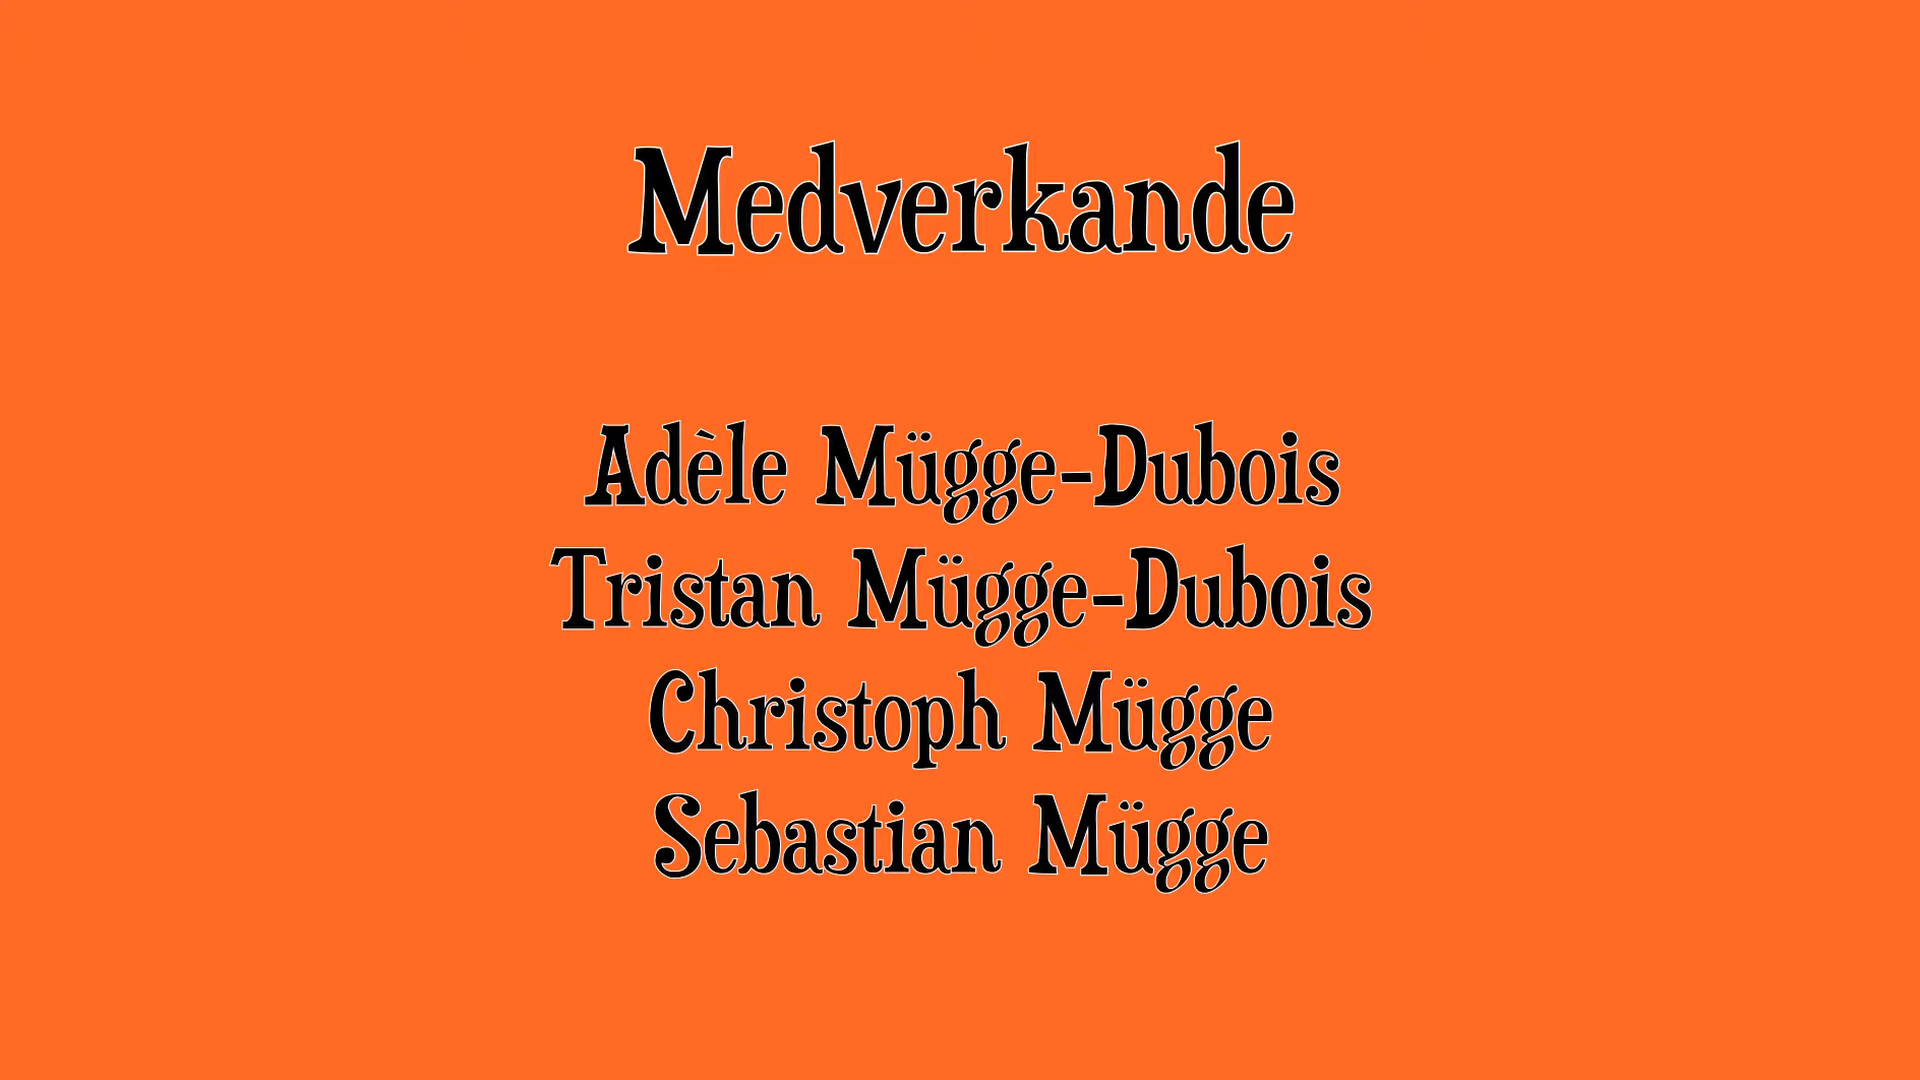 Medverkande
Adèle Mügge-Dubois
Tristan Mügge-Dubois
Christoph Mügge
Sebastian Mügge